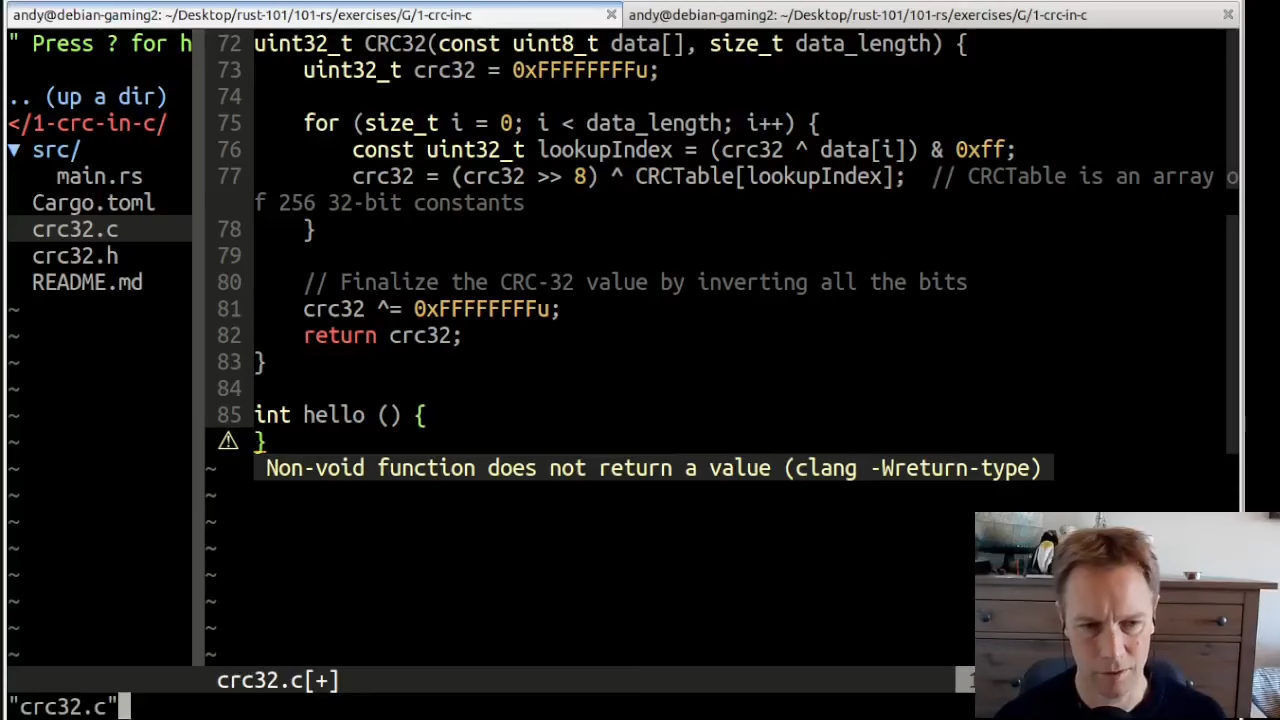 andy@debian-gaming2: ~/Desktop/rust-101/101-rs/exercises/G/1-crc-in-c
andy@debian-gaming2: ~/Desktop/rust-101/101-rs/exercises/G/1-crc-in-c
" Press ? for h
.. (up a dir)
</1-crc-in-c/
▼ src/
main.rs
Cargo.toml
crc32.c
crc32.h
README.md
~
~
~
~
~
~
~
~
~
~
~
~
~
~
72 uint32_t CRC32(const uint8_t data[], size_t data_length) {
73     uint32_t crc32 = 0xFFFFFFFFu;
74
75     for (size_t i = 0; i < data_length; i++) {
76         const uint32_t lookupIndex = (crc32 ^ data[i]) & 0xff;
77         crc32 = (crc32 >> 8) ^ CRCTable[lookupIndex];  // CRCTable is an array o
f 256 32-bit constants
78     }
79
80     // Finalize the CRC-32 value by inverting all the bits
81     crc32 ^= 0xFFFFFFFFu;
82     return crc32;
83 }
84
85 int hello () {
⚠ }
~ Non-void function does not return a value (clang -Wreturn-type)
~
~
~
~
~
~
~
crc32.c[+]
"crc32.c"